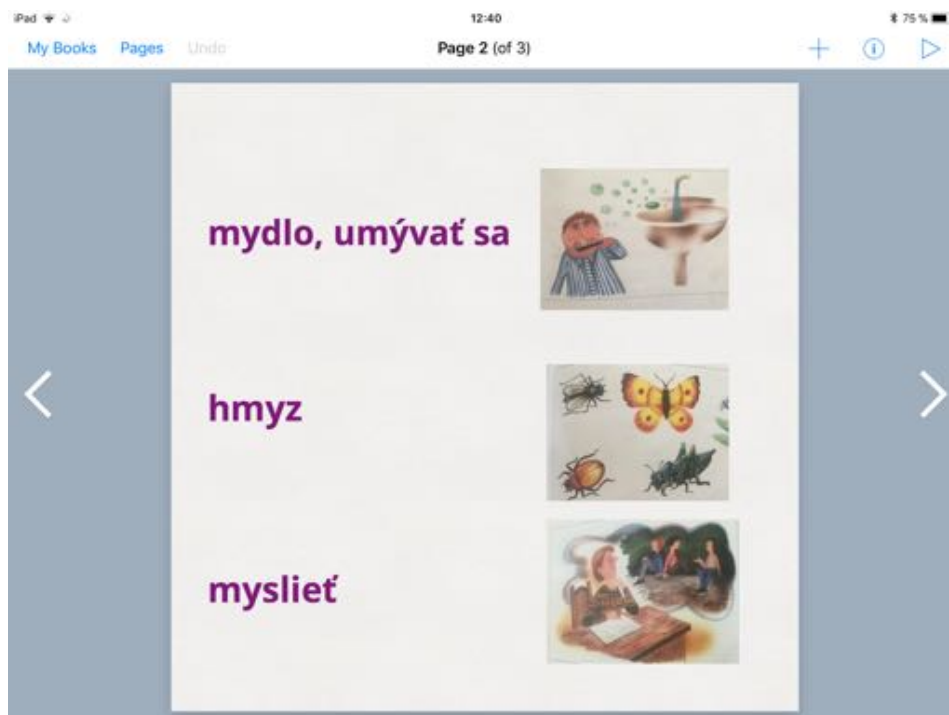 iPad 12:40 75 %
My Books Pages Undo Page 2 (of 3)
mydlo, umývať sa
hmyz
myslieť